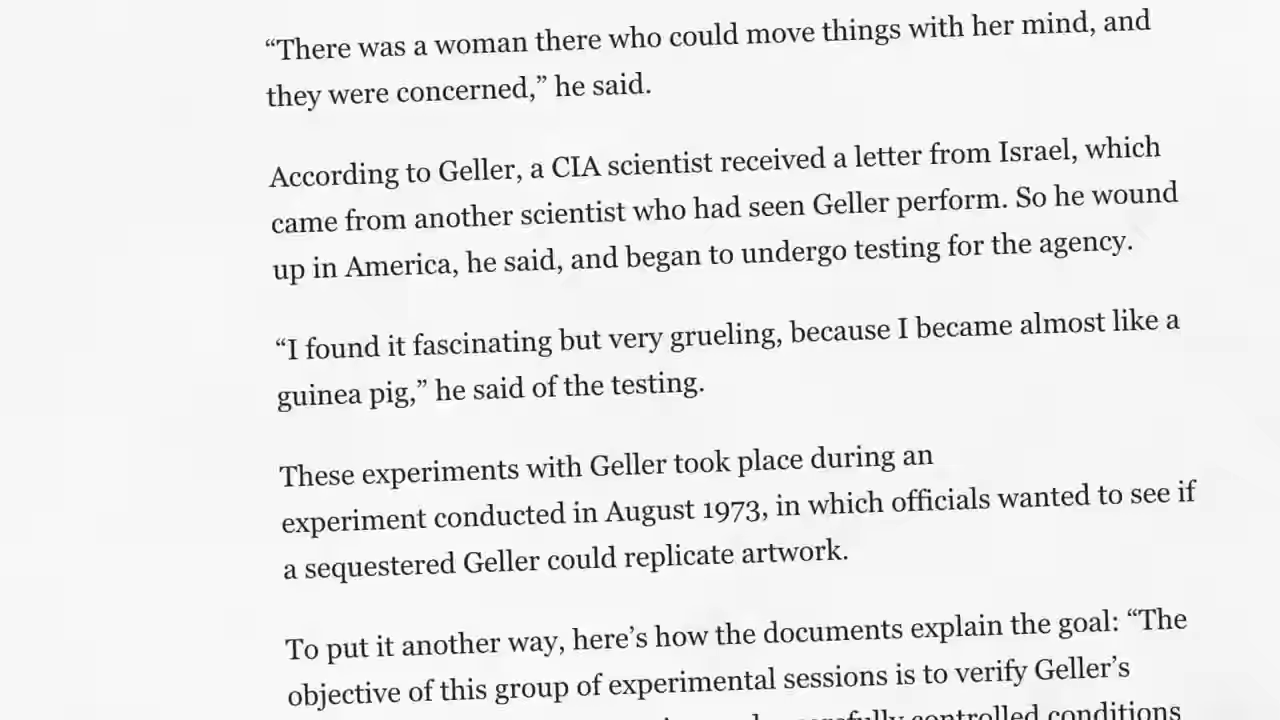 “There was a woman there who could move things with her mind, and
they were concerned,” he said.
According to Geller, a CIA scientist received a letter from Israel, which
came from another scientist who had seen Geller perform. So he wound
up in America, he said, and began to undergo testing for the agency.
“I found it fascinating but very grueling, because I became almost like a
guinea pig,” he said of the testing.
These experiments with Geller took place during an
experiment conducted in August 1973, in which officials wanted to see if
a sequestered Geller could replicate artwork.
To put it another way, here’s how the documents explain the goal: “The
objective of this group of experimental sessions is to verify Geller’s
carefully controlled conditions